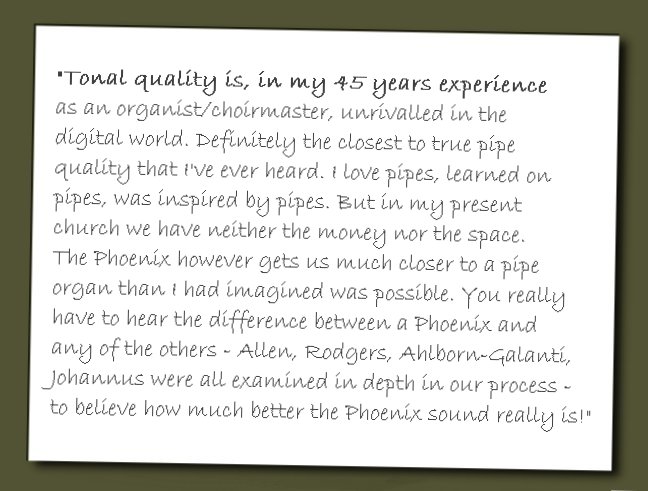 "Tonal quality is, in my 45 years experience
as an organist/choirmaster, unrivalled in the
digital world. Definitely the closest to true pipe
quality that I've ever heard. I love pipes, learned on
pipes, was inspired by pipes. But in my present
church we have neither the money nor the space.
The Phoenix however gets us much closer to a pipe
organ than I had imagined was possible. You really
have to hear the difference between a Phoenix and
any of the others - Allen, Rodgers, Ahlborn-Galanti,
Johannus were all examined in depth in our process -
to believe how much better the Phoenix sound really is!"